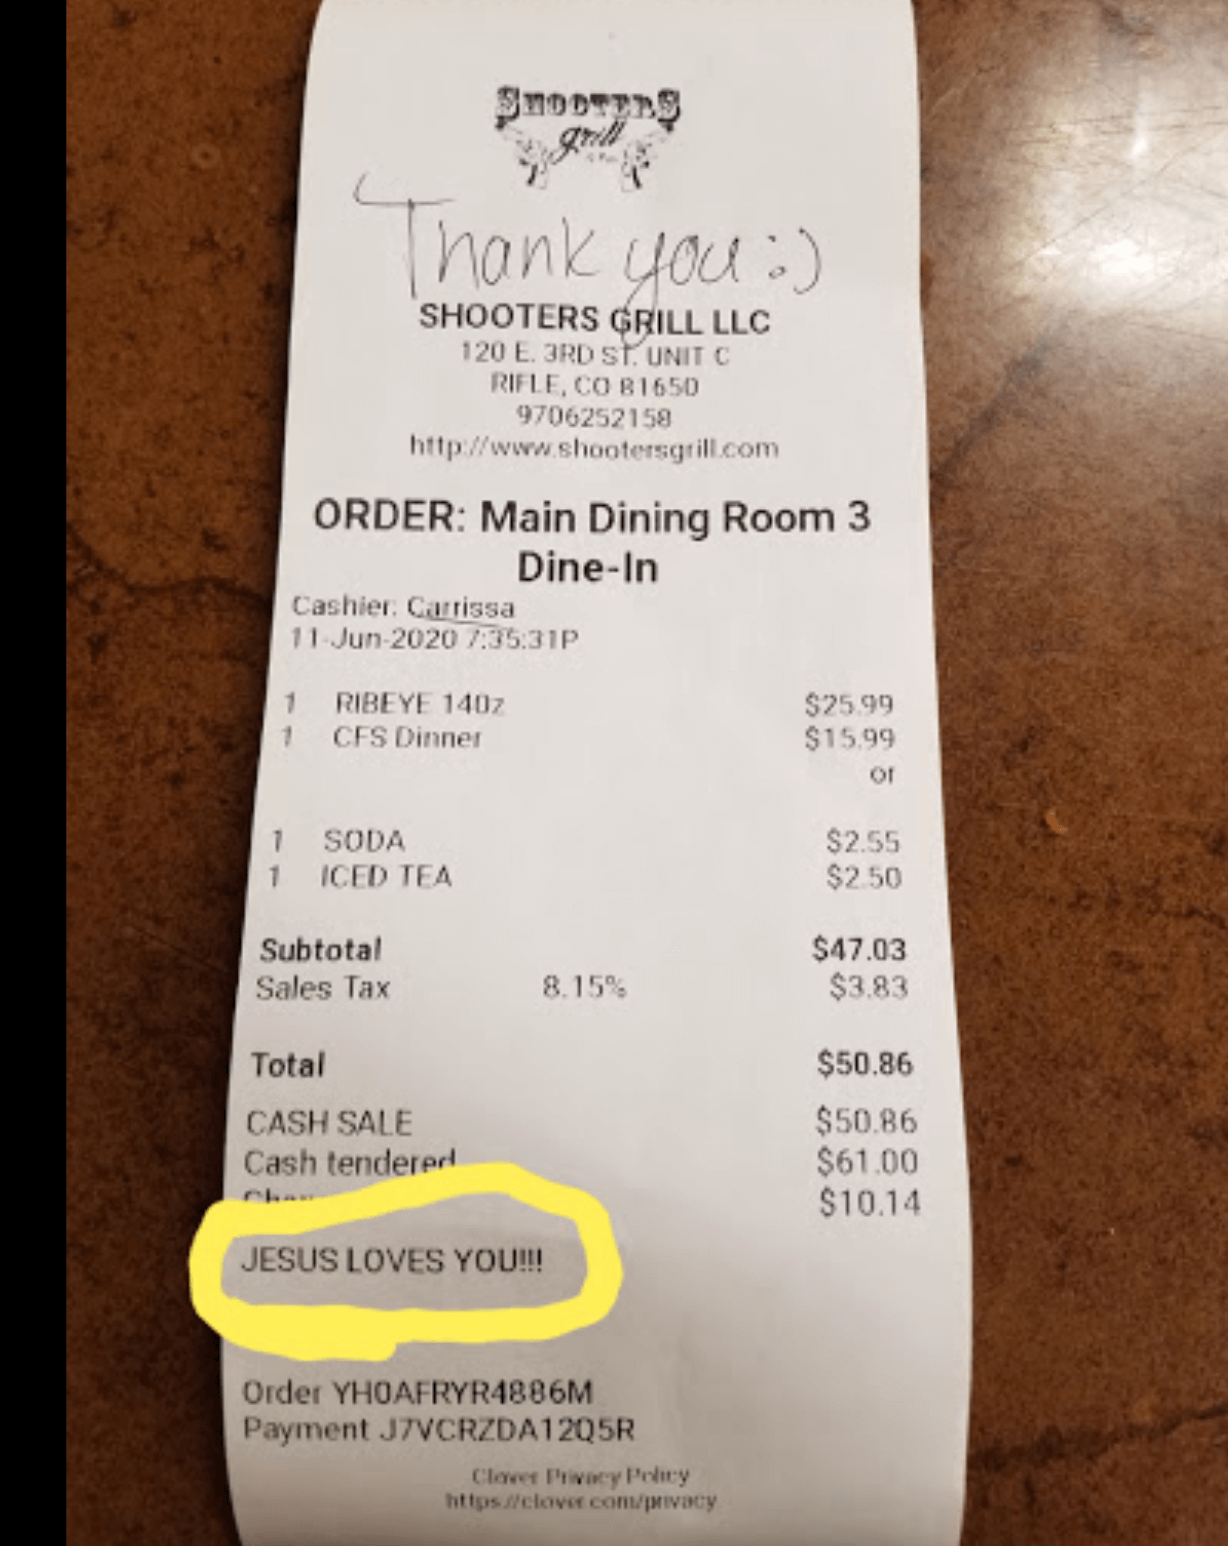 SHOOTERS
grill
Thank you :)
SHOOTERS GRILL LLC
120 E. 3RD ST. UNIT C
RIFLE, CO 81650
9706252158
http://www.shootersgrill.com
ORDER: Main Dining Room 3
Dine-In
Cashier: Carrissa
11-Jun-2020 7:35:31P
1 RIBEYE 14Oz $25.99
1 CFS Dinner $15.99
or
1 SODA $2.55
1 ICED TEA $2.50
Subtotal $47.03
Sales Tax 8.15% $3.83
Total $50.86
CASH SALE $50.86
Cash tendered $61.00
$10.14
JESUS LOVES YOU!!!
Order YH0AFRYR4886M
Payment J7VCRZDA12Q5R
Clover Privacy Policy
https://clover.com/privacy